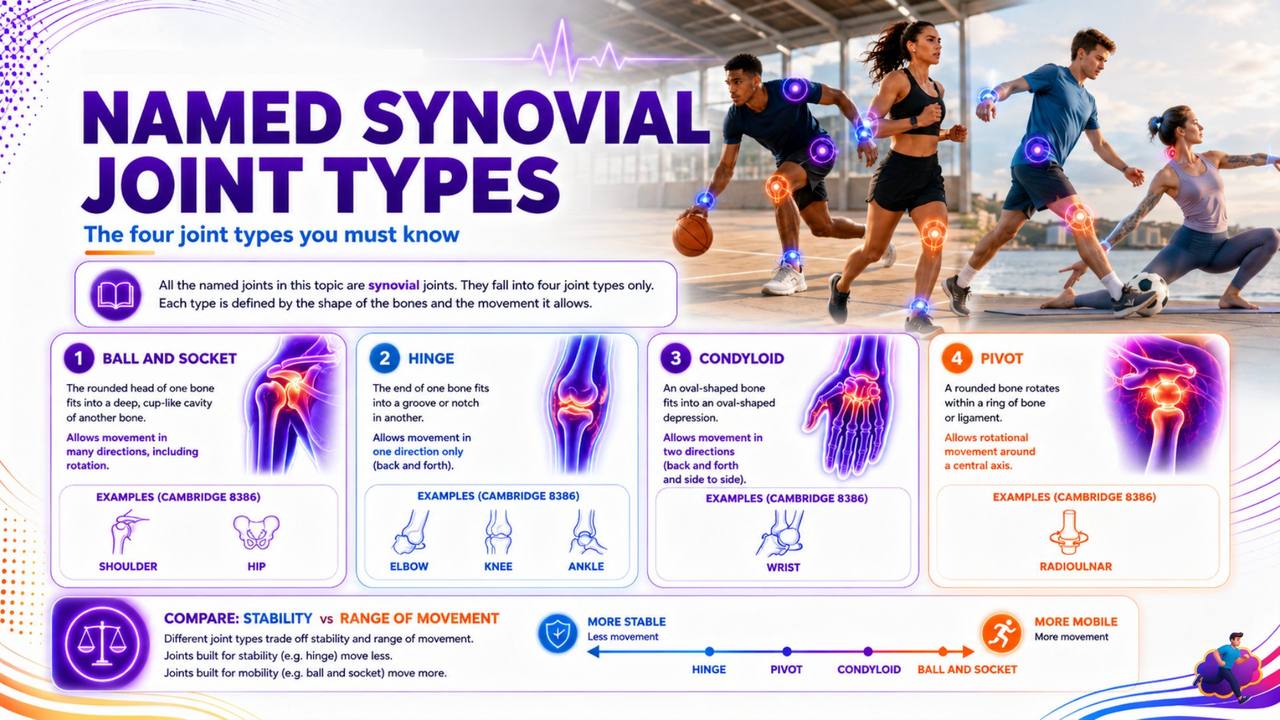 NAMED SYNOVIAL
JOINT TYPES
The four joint types you must know
All the named joints in this topic are synovial joints. They fall into four joint types only.
Each type is defined by the shape of the bones and the movement it allows.
1 BALL AND SOCKET
The rounded head of one bone
fits into a deep, cup-like cavity
of another bone.
Allows movement in
many directions, including
rotation.
EXAMPLES (CAMBRIDGE 8386)
SHOULDER
HIP
2 HINGE
The end of one bone fits
into a groove or notch
in another.
Allows movement in
one direction only
(back and forth).
EXAMPLES (CAMBRIDGE 8386)
ELBOW
KNEE
ANKLE
3 CONDYLOID
An oval-shaped bone
fits into an oval-shaped
depression.
Allows movement in
two directions
(back and forth
and side to side).
EXAMPLES (CAMBRIDGE 8386)
WRIST
4 PIVOT
A rounded bone rotates
within a ring of bone
or ligament.
Allows rotational
movement around
a central axis.
EXAMPLES (CAMBRIDGE 8386)
RADIOULNAR
COMPARE: STABILITY vs RANGE OF MOVEMENT
Different joint types trade off stability and range of movement.
Joints built for stability (e.g. hinge) move less.
Joints built for mobility (e.g. ball and socket) move more.
MORE STABLE
Less movement
HINGE
PIVOT
CONDYLOID
BALL AND SOCKET
MORE MOBILE
More movement